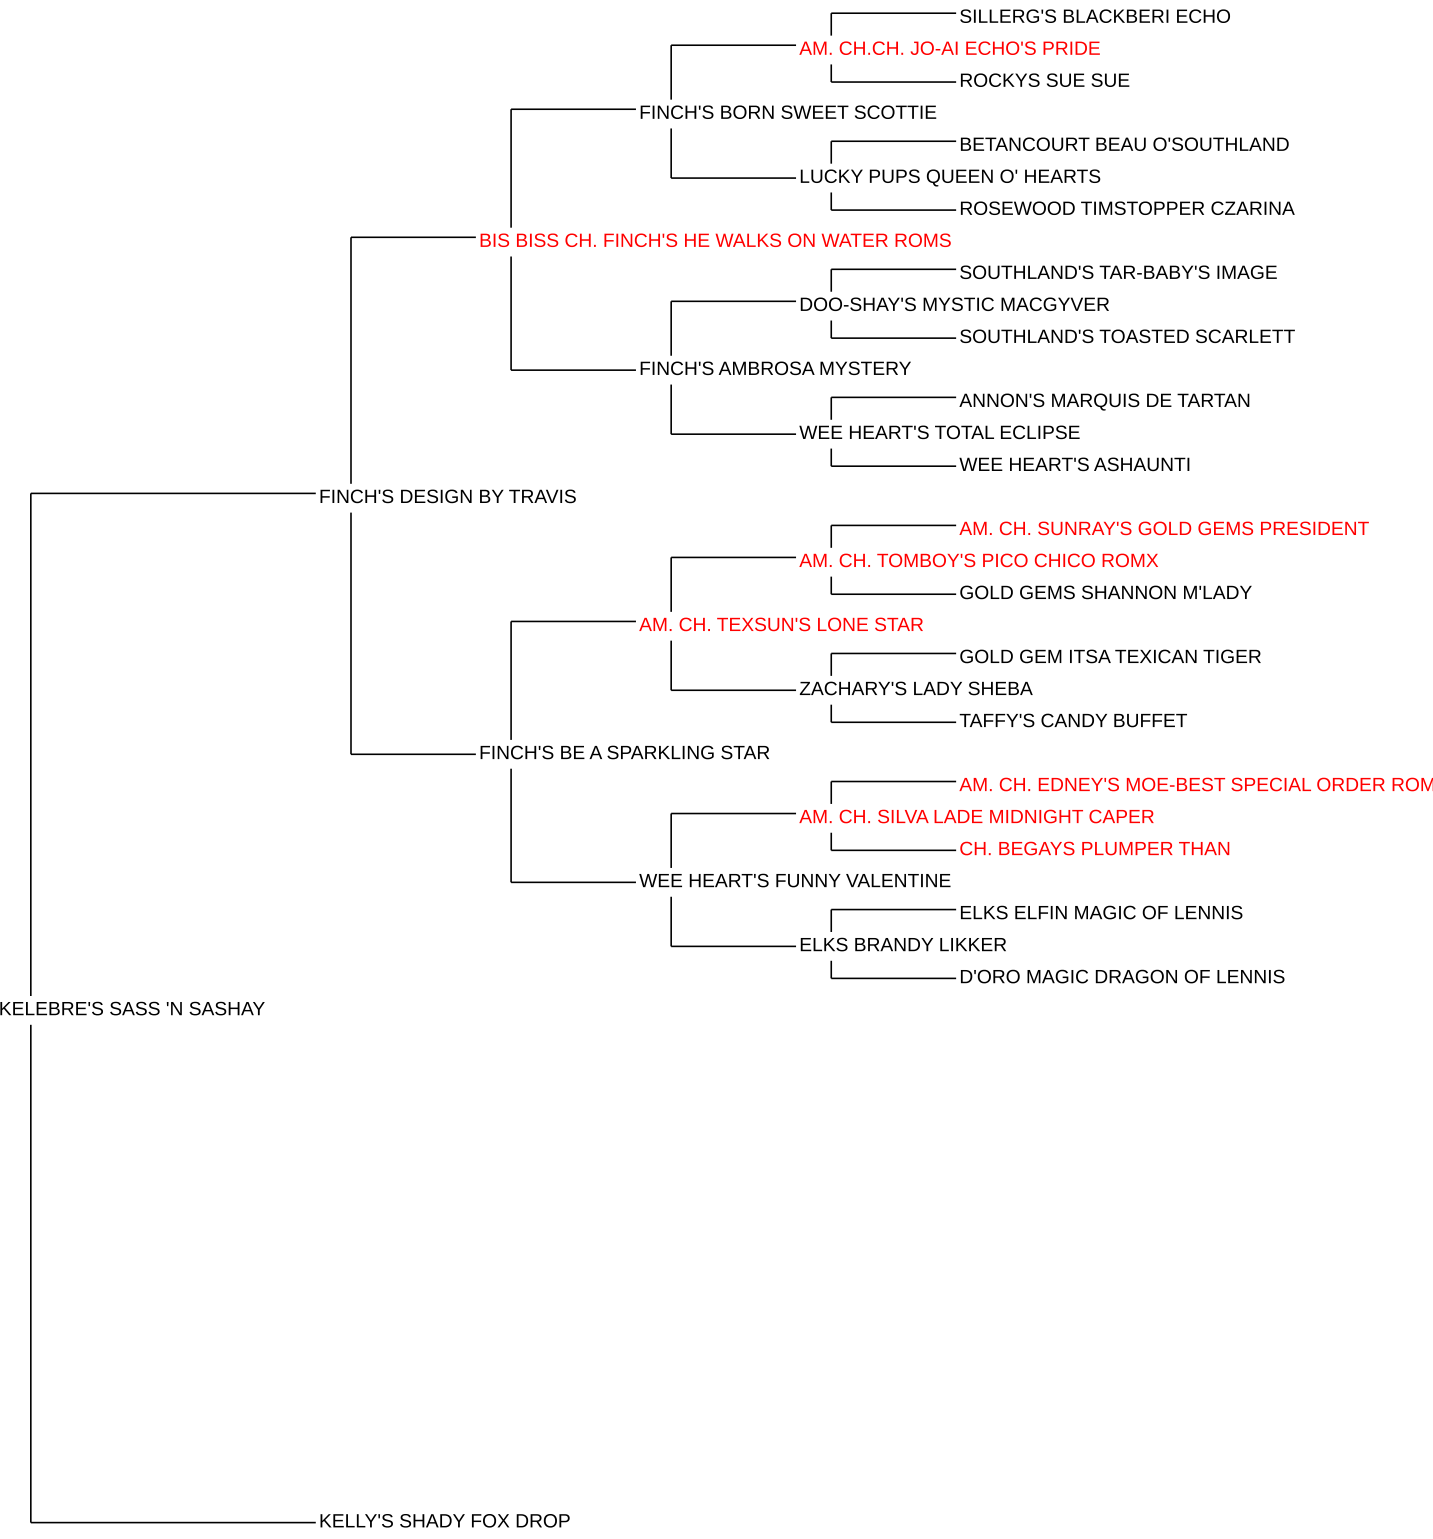 SILLERG'S BLACKBERI ECHO
AM. CH.CH. JO-AI ECHO'S PRIDE
ROCKYS SUE SUE
FINCH'S BORN SWEET SCOTTIE
BETANCOURT BEAU O'SOUTHLAND
LUCKY PUPS QUEEN O' HEARTS
ROSEWOOD TIMSTOPPER CZARINA
BIS BISS CH. FINCH'S HE WALKS ON WATER ROMS
SOUTHLAND'S TAR-BABY'S IMAGE
DOO-SHAY'S MYSTIC MACGYVER
SOUTHLAND'S TOASTED SCARLETT
FINCH'S AMBROSA MYSTERY
ANNON'S MARQUIS DE TARTAN
WEE HEART'S TOTAL ECLIPSE
WEE HEART'S ASHAUNTI
FINCH'S DESIGN BY TRAVIS
AM. CH. SUNRAY'S GOLD GEMS PRESIDENT
AM. CH. TOMBOY'S PICO CHICO ROMX
GOLD GEMS SHANNON M'LADY
AM. CH. TEXSUN'S LONE STAR
GOLD GEM ITSA TEXICAN TIGER
ZACHARY'S LADY SHEBA
TAFFY'S CANDY BUFFET
FINCH'S BE A SPARKLING STAR
AM. CH. EDNEY'S MOE-BEST SPECIAL ORDER ROM
AM. CH. SILVA LADE MIDNIGHT CAPER
CH. BEGAYS PLUMPER THAN
WEE HEART'S FUNNY VALENTINE
ELKS ELFIN MAGIC OF LENNIS
ELKS BRANDY LIKKER
D'ORO MAGIC DRAGON OF LENNIS
KELEBRE'S SASS 'N SASHAY
KELLY'S SHADY FOX DROP